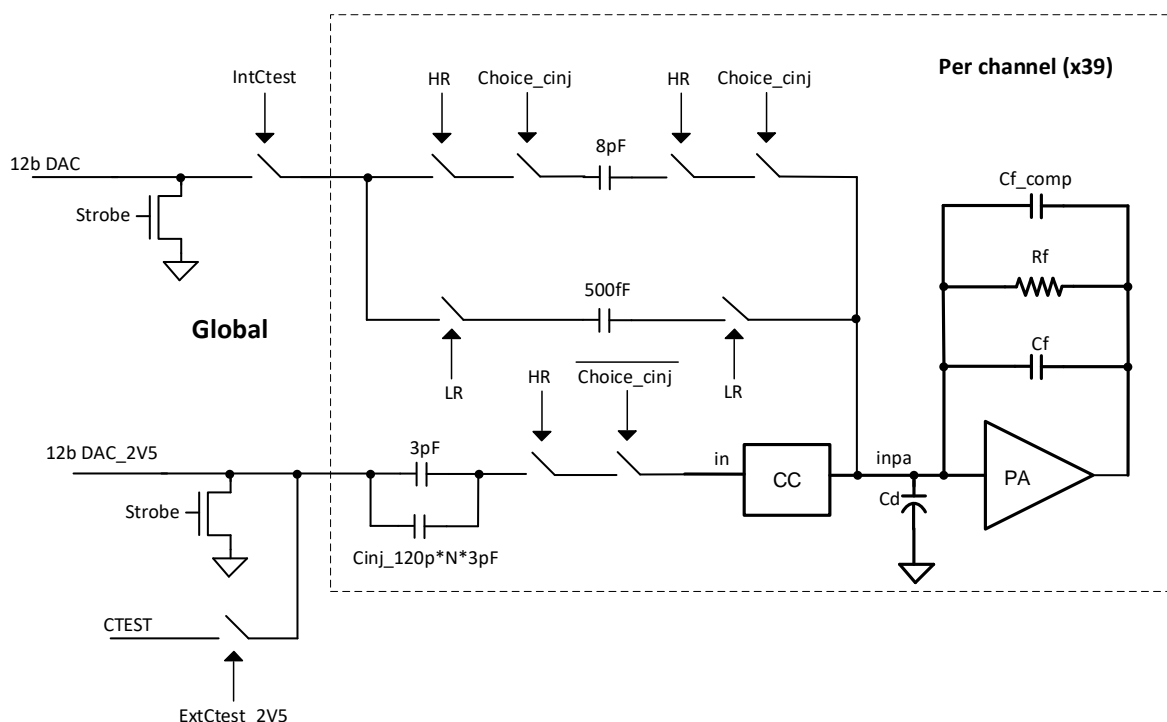 Per channel (x39)
IntCtest
HR
Choice_cinj
HR
Choice_cinj
8pF
12b DAC
Strobe
Cf_comp
Rf
Cf
500fF
Global
LR
LR
HR
Choice_cinj
12b DAC_2V5
3pF
in
CC
inpa
PA
Cd
Strobe
Cinj_120p*N*3pF
CTEST
ExtCtest_2V5